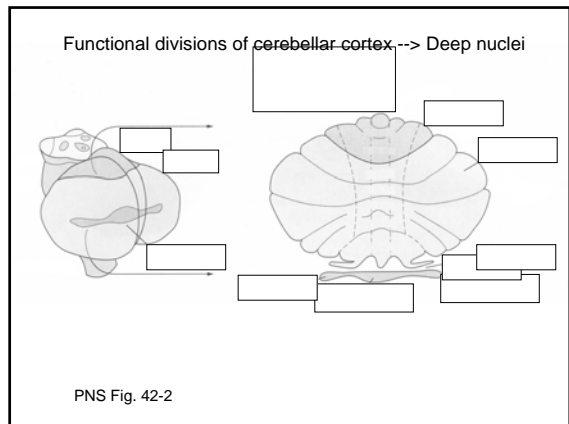 Functional divisions of cerebellar cortex --> Deep nuclei
PNS Fig. 42-2